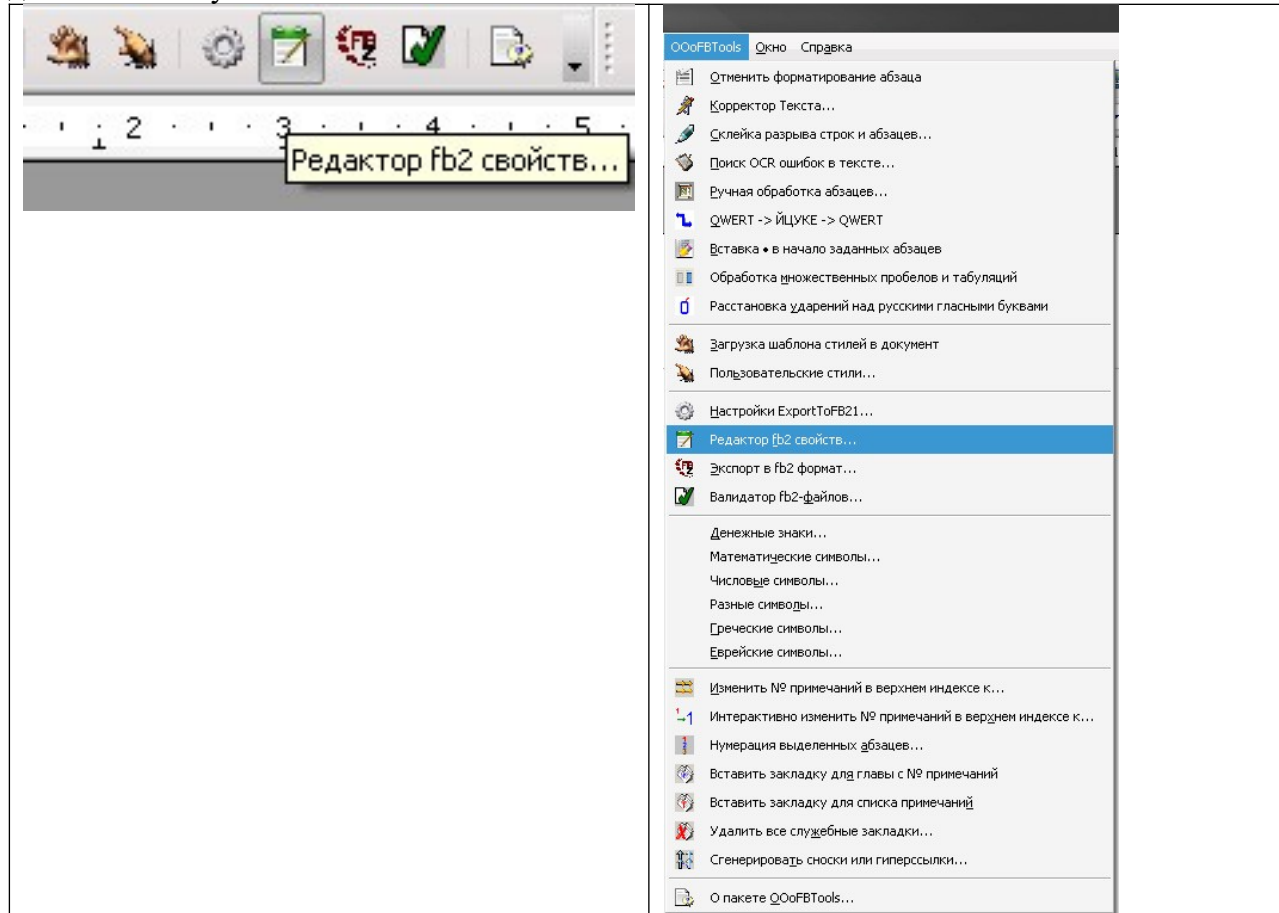 2 3 4 5
Редактор fb2 свойств...
OOoFBTools Окно Справка
Отменить форматирование абзаца
Корректор Текста...
Склейка разрыва строк и абзацев...
Поиск OCR ошибок в тексте...
Ручная обработка абзацев...
QWERT -> ЙЦУКЕ -> QWERT
Вставка • в начало заданных абзацев
Обработка множественных пробелов и табуляций
Расстановка ударений над русскими гласными буквами
Загрузка шаблона стилей в документ
Пользовательские стили...
Настройки ExportToFB21...
Редактор fb2 свойств...
Экспорт в fb2 формат...
Валидатор fb2-файлов...
Денежные знаки...
Математические символы...
Числовые символы...
Разные символы...
Греческие символы...
Еврейские символы...
Изменить № примечаний в верхнем индексе к...
Интерактивно изменить № примечаний в верхнем индексе к...
Нумерация выделенных абзацев...
Вставить закладку для главы с № примечаний
Вставить закладку для списка примечаний
Удалить все служебные закладки...
Сгенерировать сноски или гиперссылки...
О пакете OOoFBTools...